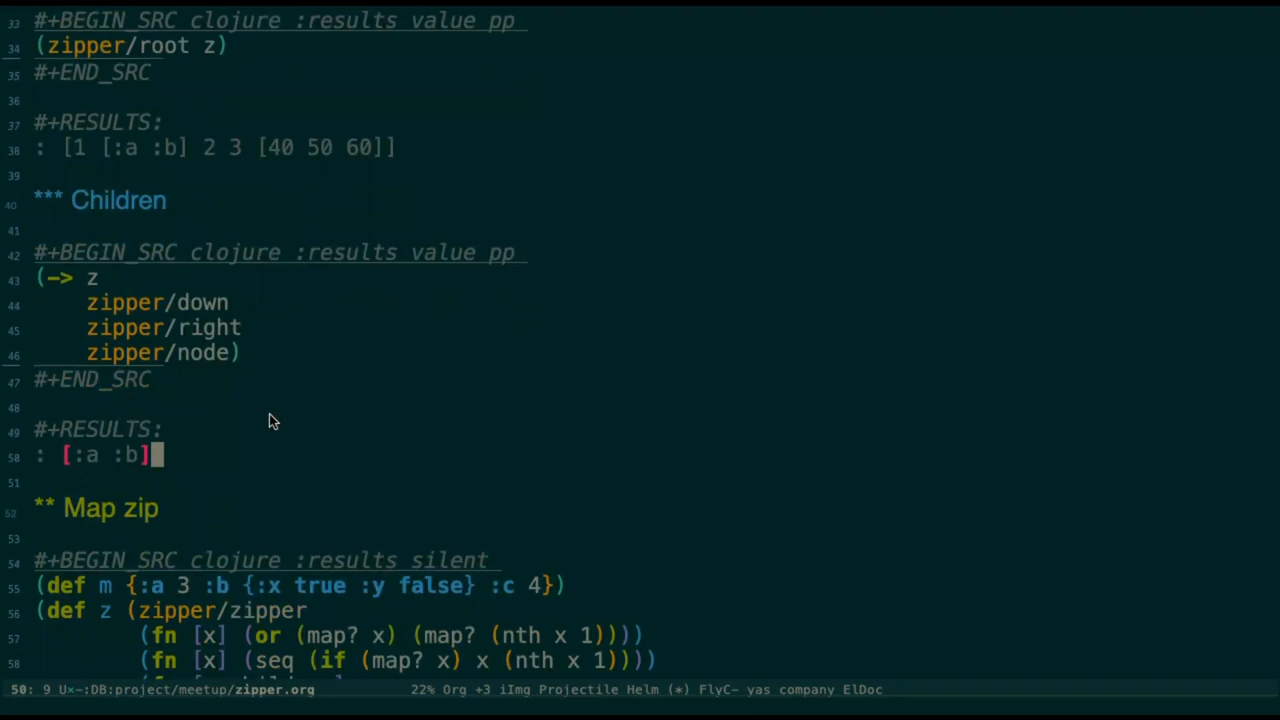 33 #+BEGIN_SRC clojure :results value pp
34 (zipper/root z)
35 #+END_SRC
36
37 #+RESULTS:
38 : [1 [:a :b] 2 3 [40 50 60]]
39
40 *** Children
41
42 #+BEGIN_SRC clojure :results value pp
43 (-> z
44 zipper/down
45 zipper/right
46 zipper/node)
47 #+END_SRC
48
49 #+RESULTS:
50 : [:a :b]
51
52 ** Map zip
53
54 #+BEGIN_SRC clojure :results silent
55 (def m {:a 3 :b {:x true :y false} :c 4})
56 (def z (zipper/zipper
57 (fn [x] (or (map? x) (map? (nth x 1))))
58 (fn [x] (seq (if (map? x) x (nth x 1))))
50: 9 U×-:DB:project/meetup/zipper.org 22% Org +3 iImg Projectile Helm (*) FlyC- yas company ElDoc